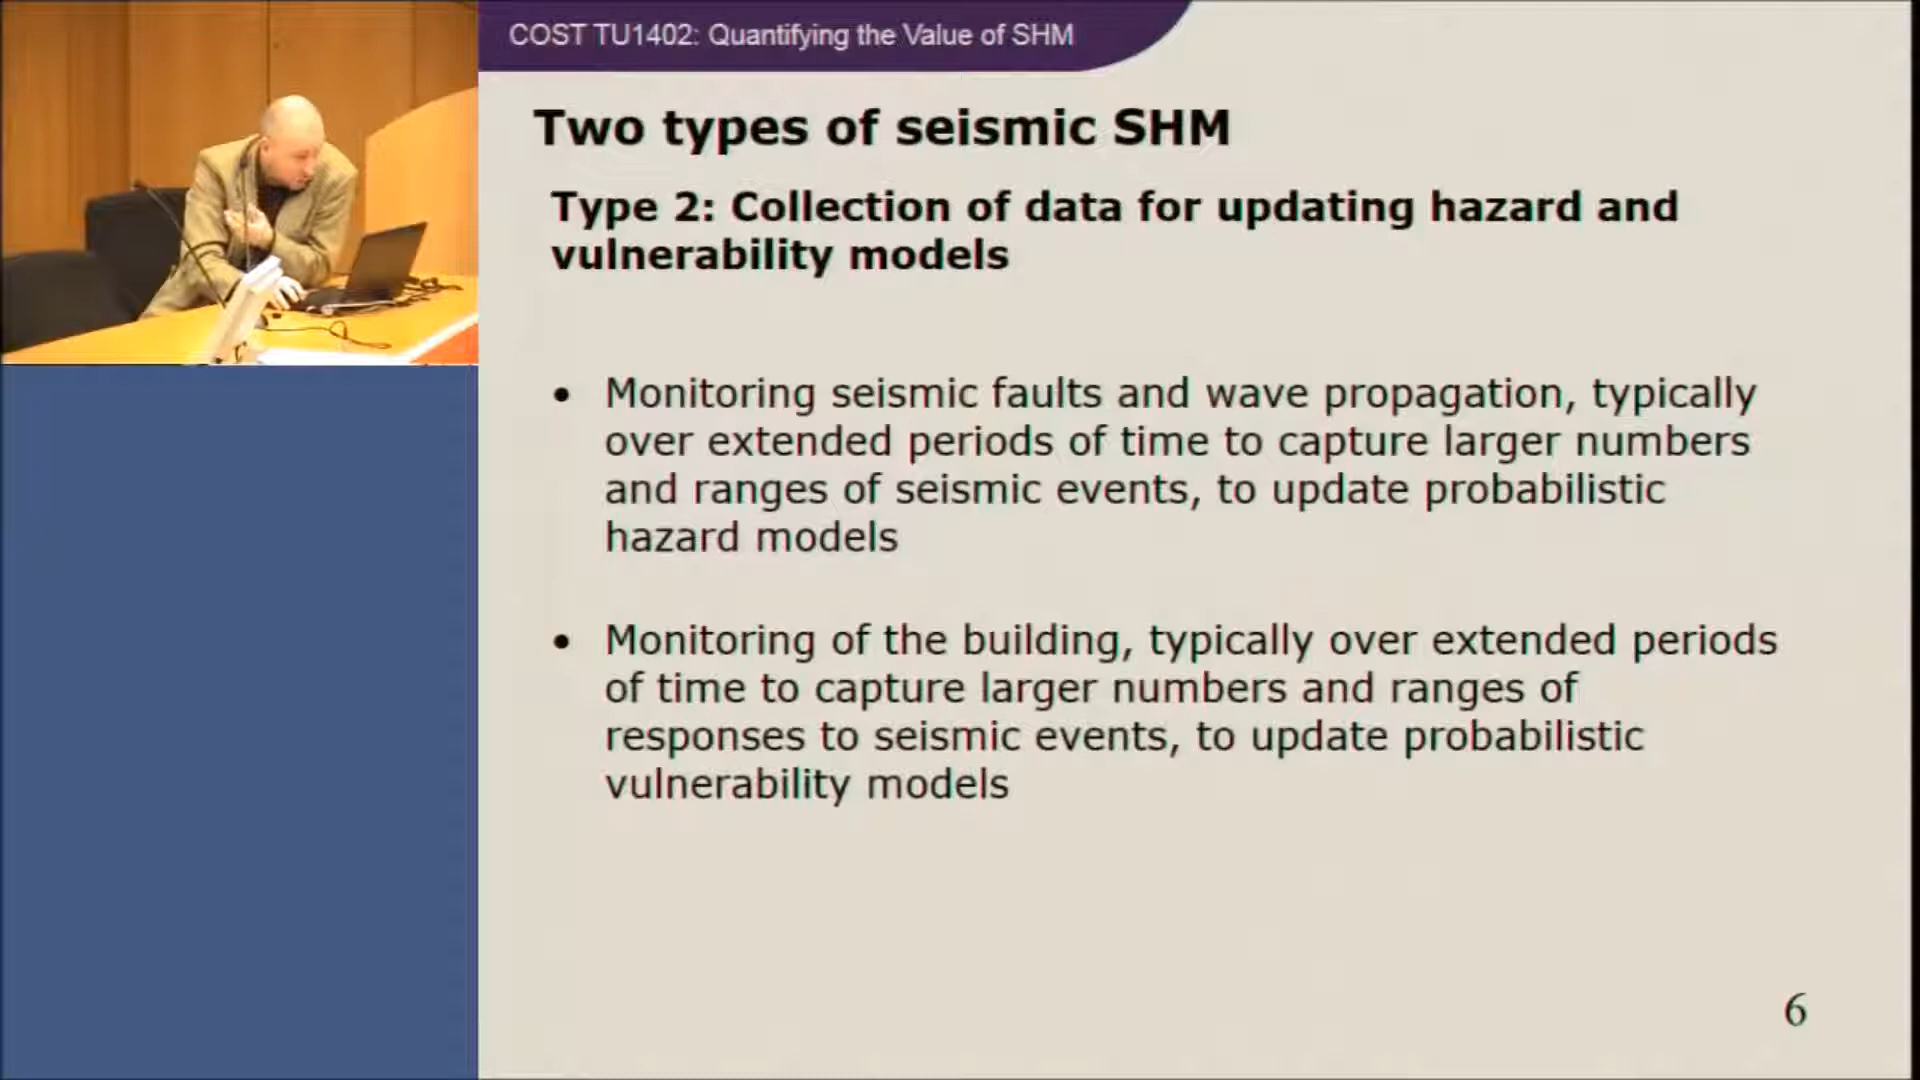 COST TU1402: Quantifying the Value of SHM
Two types of seismic SHM
Type 2: Collection of data for updating hazard and
vulnerability models
• Monitoring seismic faults and wave propagation, typically
over extended periods of time to capture larger numbers
and ranges of seismic events, to update probabilistic
hazard models
• Monitoring of the building, typically over extended periods
of time to capture larger numbers and ranges of
responses to seismic events, to update probabilistic
vulnerability models
6